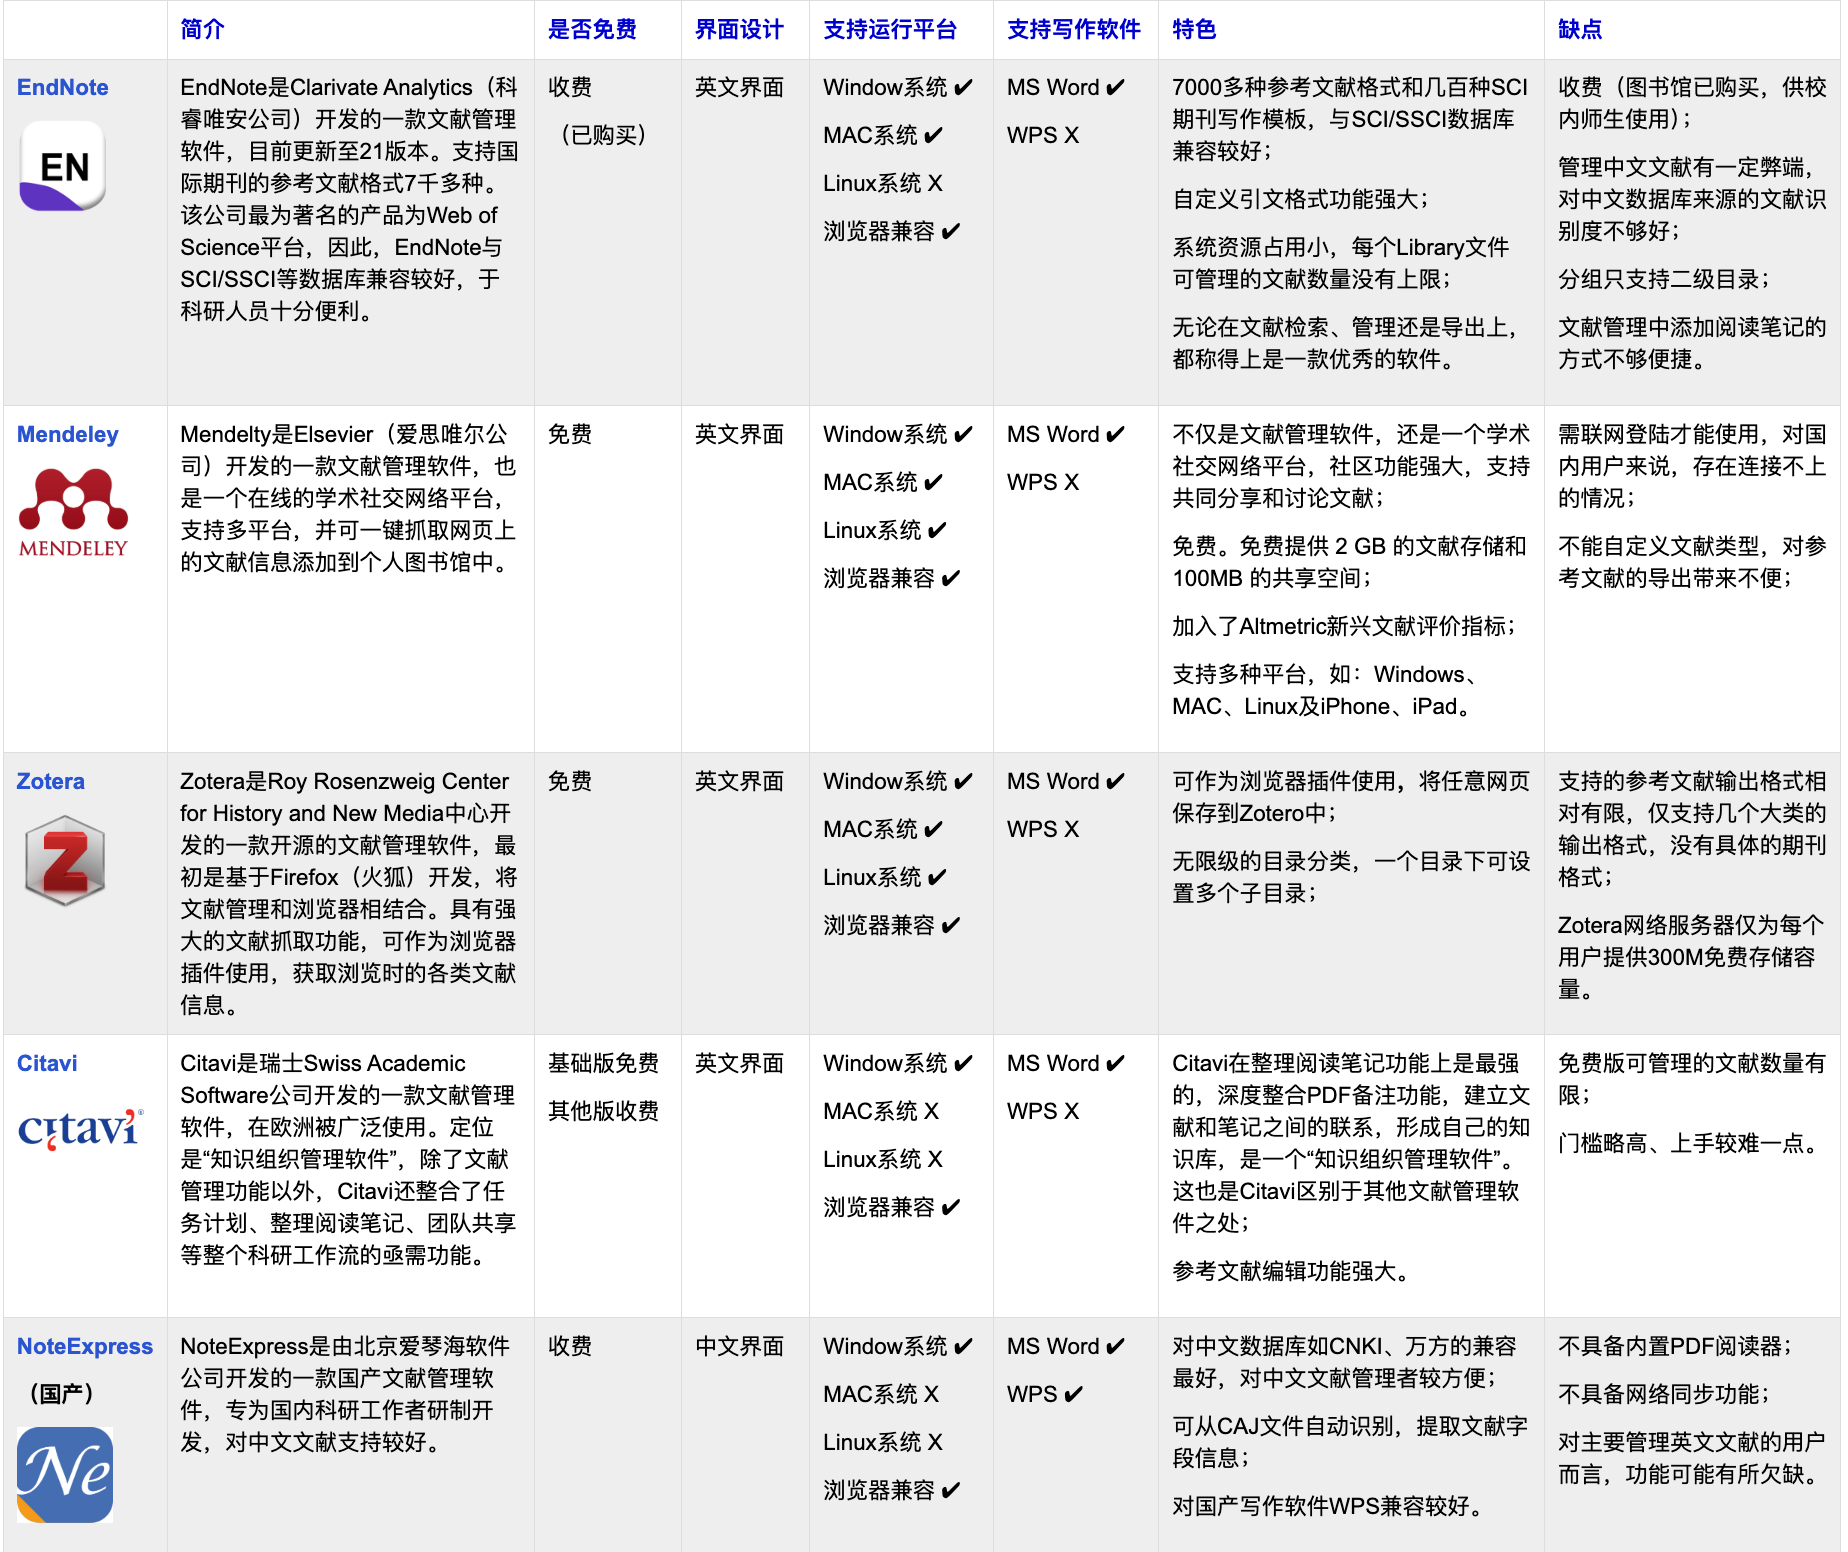 简介
是否免费
界面设计
支持运行平台
支持写作软件
特色
缺点
EndNote
EN
EndNote是Clarivate Analytics（科
睿唯安公司）开发的一款文献管理
软件，目前更新至21版本。支持国
际期刊的参考文献格式7千多种。
该公司最为著名的产品为Web of
Science平台，因此，EndNote与
SCI/SSCI等数据库兼容较好，于
科研人员十分便利。
收费
（已购买）
英文界面
Window系统 ✔
MAC系统 ✔
Linux系统 X
浏览器兼容 ✔
MS Word ✔
WPS X
7000多种参考文献格式和几百种SCI
期刊写作模板，与SCI/SSCI数据库
兼容较好；
自定义引文格式功能强大；
系统资源占用小，每个Library文件
可管理的文献数量没有上限；
无论在文献检索、管理还是导出上，
都称得上是一款优秀的软件。
收费（图书馆已购买，供校
内师生使用）；
管理中文文献有一定弊端，
对中文数据库来源的文献识
别度不够好；
分组只支持二级目录；
文献管理中添加阅读笔记的
方式不够便捷。
Mendeley
MENDELEY
Mendelty是Elsevier（爱思唯尔公
司）开发的一款文献管理软件，也
是一个在线的学术社交网络平台，
支持多平台，并可一键抓取网页上
的文献信息添加到个人图书馆中。
免费
英文界面
Window系统 ✔
MAC系统 ✔
Linux系统 ✔
浏览器兼容 ✔
MS Word ✔
WPS X
不仅是文献管理软件，还是一个学术
社交网络平台，社区功能强大，支持
共同分享和讨论文献；
免费。免费提供 2 GB 的文献存储和
100MB 的共享空间；
加入了Altmetric新兴文献评价指标；
支持多种平台，如：Windows、
MAC、Linux及iPhone、iPad。
需联网登陆才能使用，对国
内用户来说，存在连接不上
的情况；
不能自定义文献类型，对参
考文献的导出带来不便；
Zotera
Z
Zotera是Roy Rosenzweig Center
for History and New Media中心开
发的一款开源的文献管理软件，最
初是基于Firefox（火狐）开发，将
文献管理和浏览器相结合。具有强
大的文献抓取功能，可作为浏览器
插件使用，获取浏览时的各类文献
信息。
免费
英文界面
Window系统 ✔
MAC系统 ✔
Linux系统 ✔
浏览器兼容 ✔
MS Word ✔
WPS X
可作为浏览器插件使用，将任意网页
保存到Zotero中；
无限级的目录分类，一个目录下可设
置多个子目录；
支持的参考文献输出格式相
对有限，仅支持几个大类的
输出格式，没有具体的期刊
格式；
Zotera网络服务器仅为每个
用户提供300M免费存储容
量。
Citavi
citavi®
Citavi是瑞士Swiss Academic
Software公司开发的一款文献管理
软件，在欧洲被广泛使用。定位
是“知识组织管理软件”，除了文献
管理功能以外，Citavi还整合了任
务计划、整理阅读笔记、团队共享
等整个科研工作流的亟需功能。
基础版免费
其他版收费
英文界面
Window系统 ✔
MAC系统 X
Linux系统 X
浏览器兼容 ✔
MS Word ✔
WPS X
Citavi在整理阅读笔记功能上是最强
的，深度整合PDF备注功能，建立文
献和笔记之间的联系，形成自己的知
识库，是一个“知识组织管理软件”。
这也是Citavi区别于其他文献管理软
件之处；
参考文献编辑功能强大。
免费版可管理的文献数量有
限；
门槛略高、上手较难一点。
NoteExpress
（国产）
Ne
NoteExpress是由北京爱琴海软件
公司开发的一款国产文献管理软
件，专为国内科研工作者研制开
发，对中文文献支持较好。
收费
中文界面
Window系统 ✔
MAC系统 X
Linux系统 X
浏览器兼容 ✔
MS Word ✔
WPS ✔
对中文数据库如CNKI、万方的兼容
最好，对中文文献管理者较方便；
可从CAJ文件自动识别，提取文献字
段信息；
对国产写作软件WPS兼容较好。
不具备内置PDF阅读器；
不具备网络同步功能；
对主要管理英文文献的用户
而言，功能可能有所欠缺。